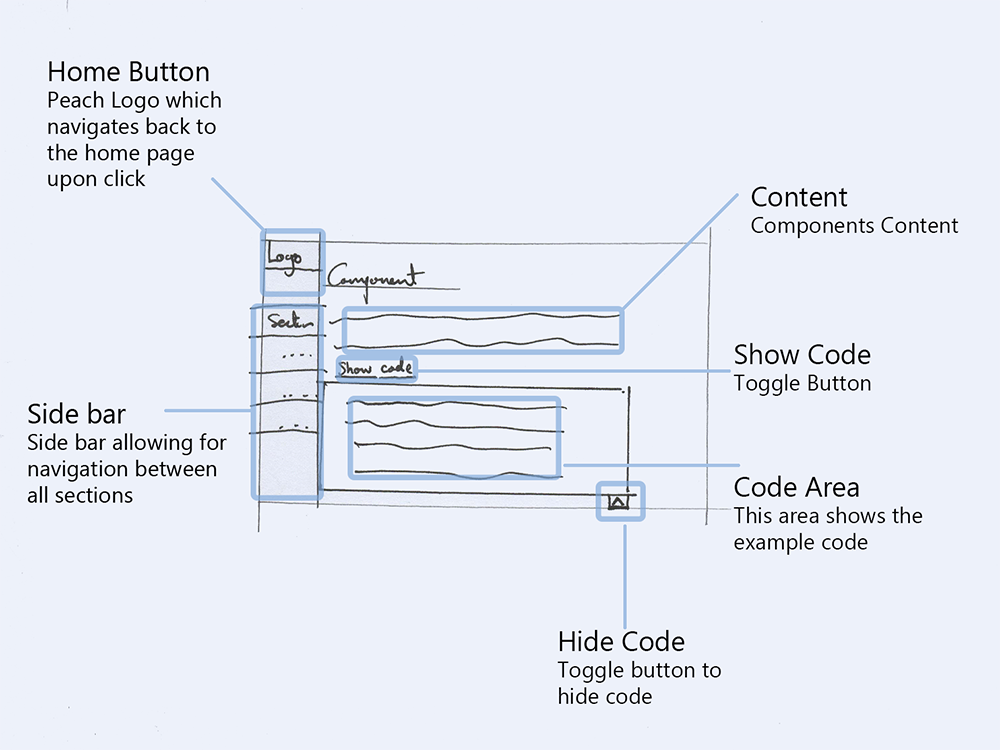 Home Button
Peach Logo which
navigates back to
the home page
upon click
Content
Components Content
Logo
Component
Section
Show code
Show Code
Toggle Button
Side bar
Side bar allowing for
navigation between
all sections
Code Area
This area shows the
example code
Hide Code
Toggle button to
hide code